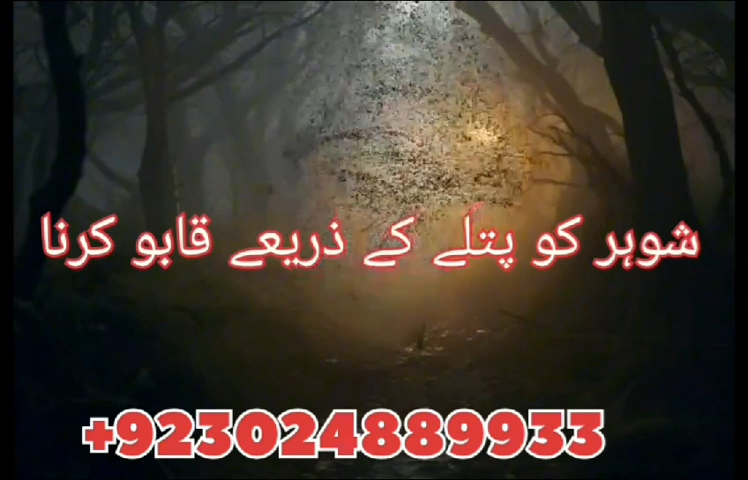 شوہر کو پتلے کے ذریعے قابو کرنا
+923024889933